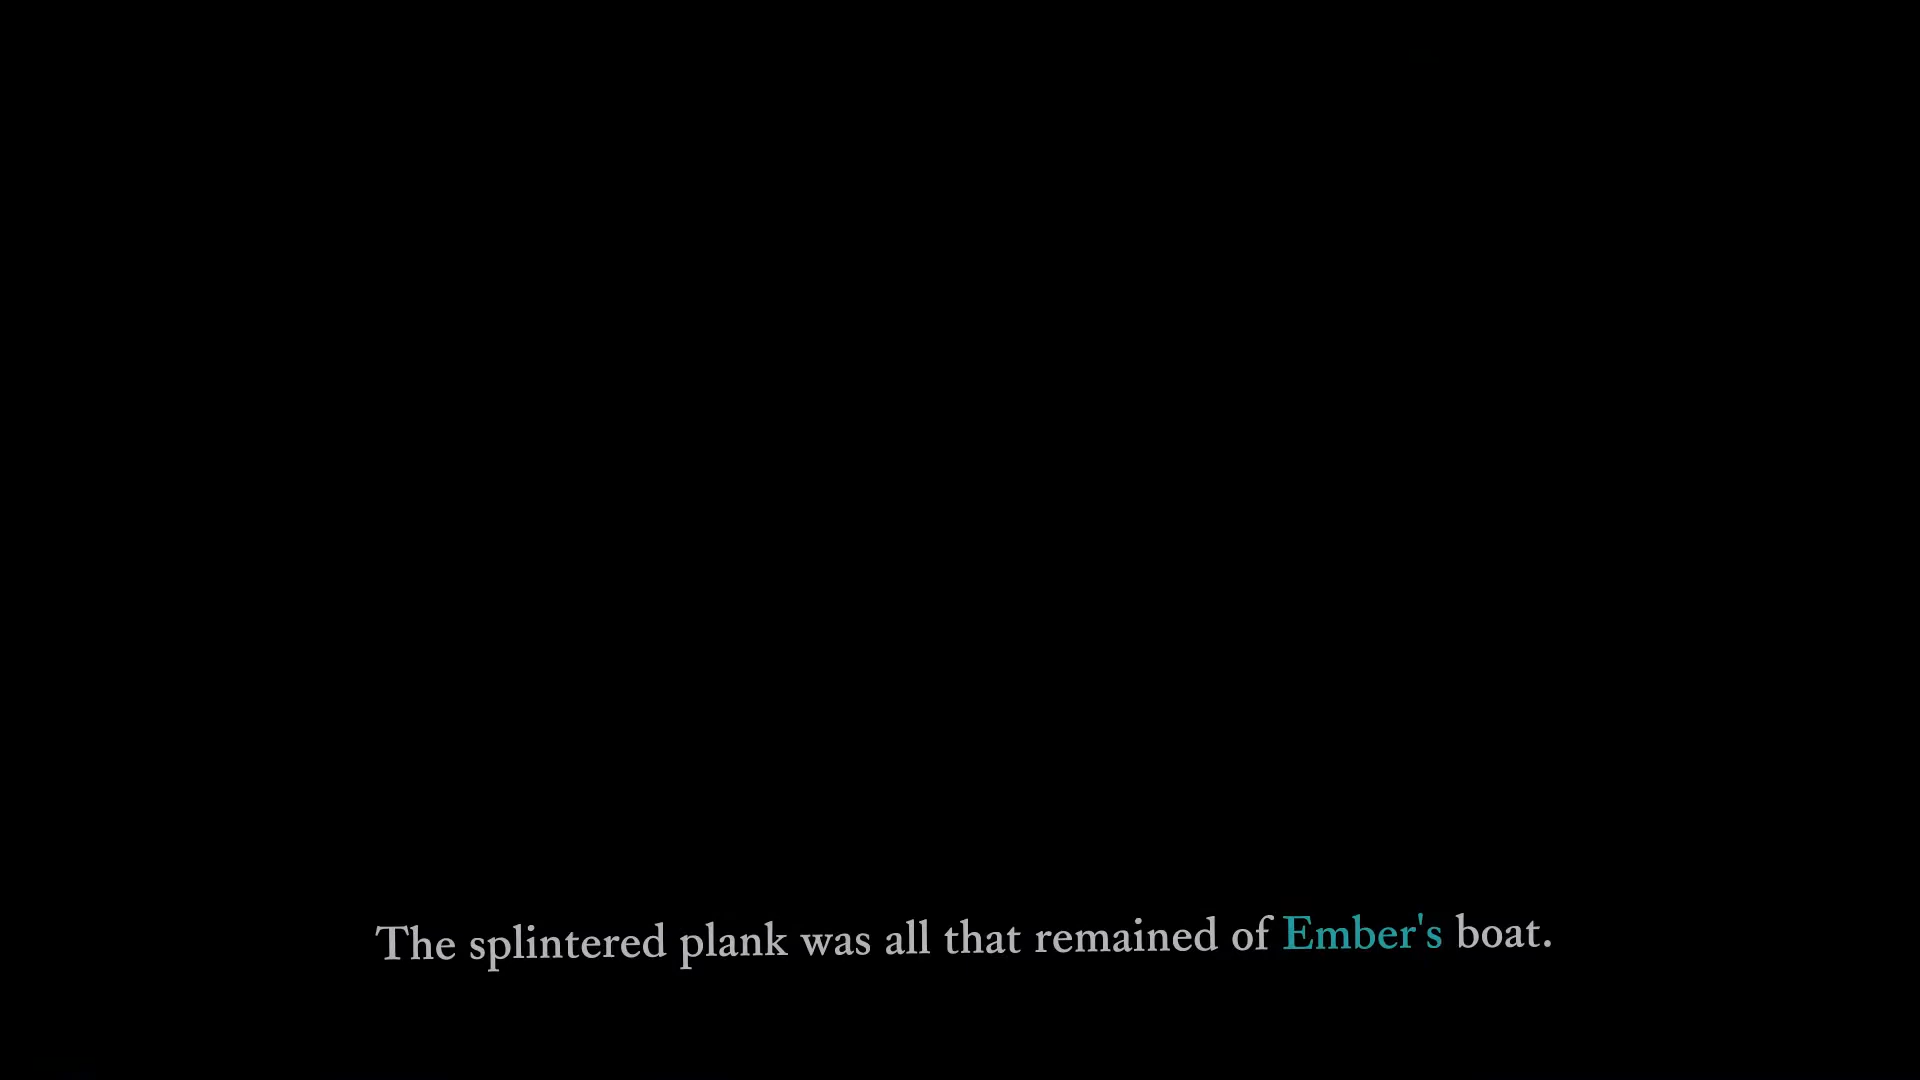 The splintered plank was all that remained of Ember's boat.